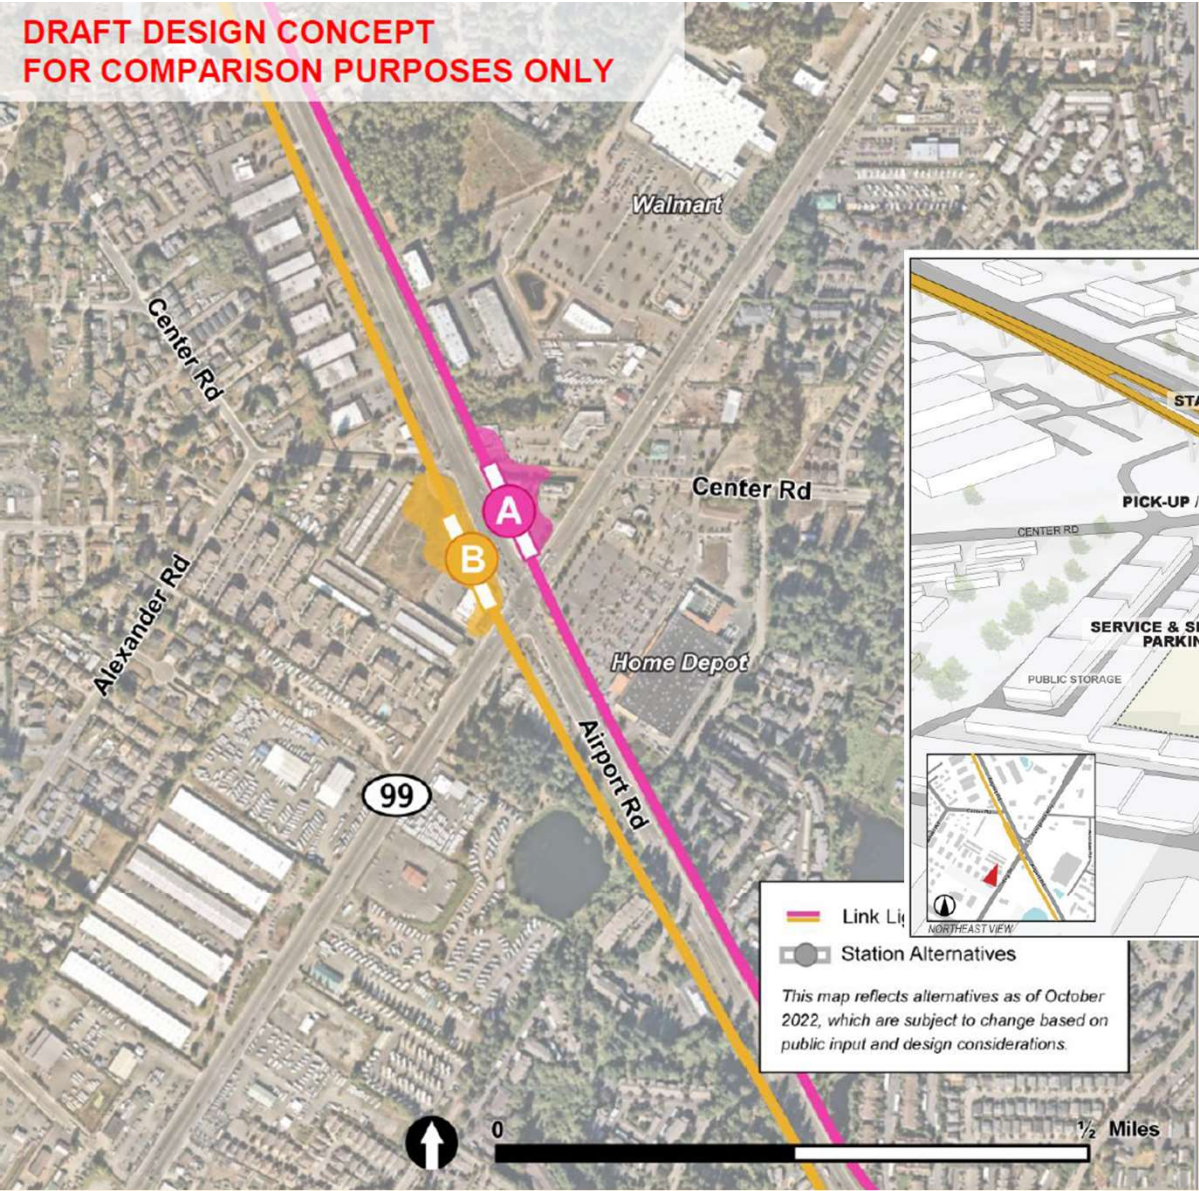 DRAFT DESIGN CONCEPT
FOR COMPARISON PURPOSES ONLY
Walmart
Center Rd
STA
A
Center Rd
PICK-UP /
CENTER RD
B
Alexander Rd
SERVICE & S
PARKIN
Home Depot
PUBLIC STORAGE
Airport Rd
99
Link Li
NORTHEAST VIEW
Station Alternatives
This map reflects alternatives as of October
2022, which are subject to change based on
public input and design considerations.
0
½ Miles